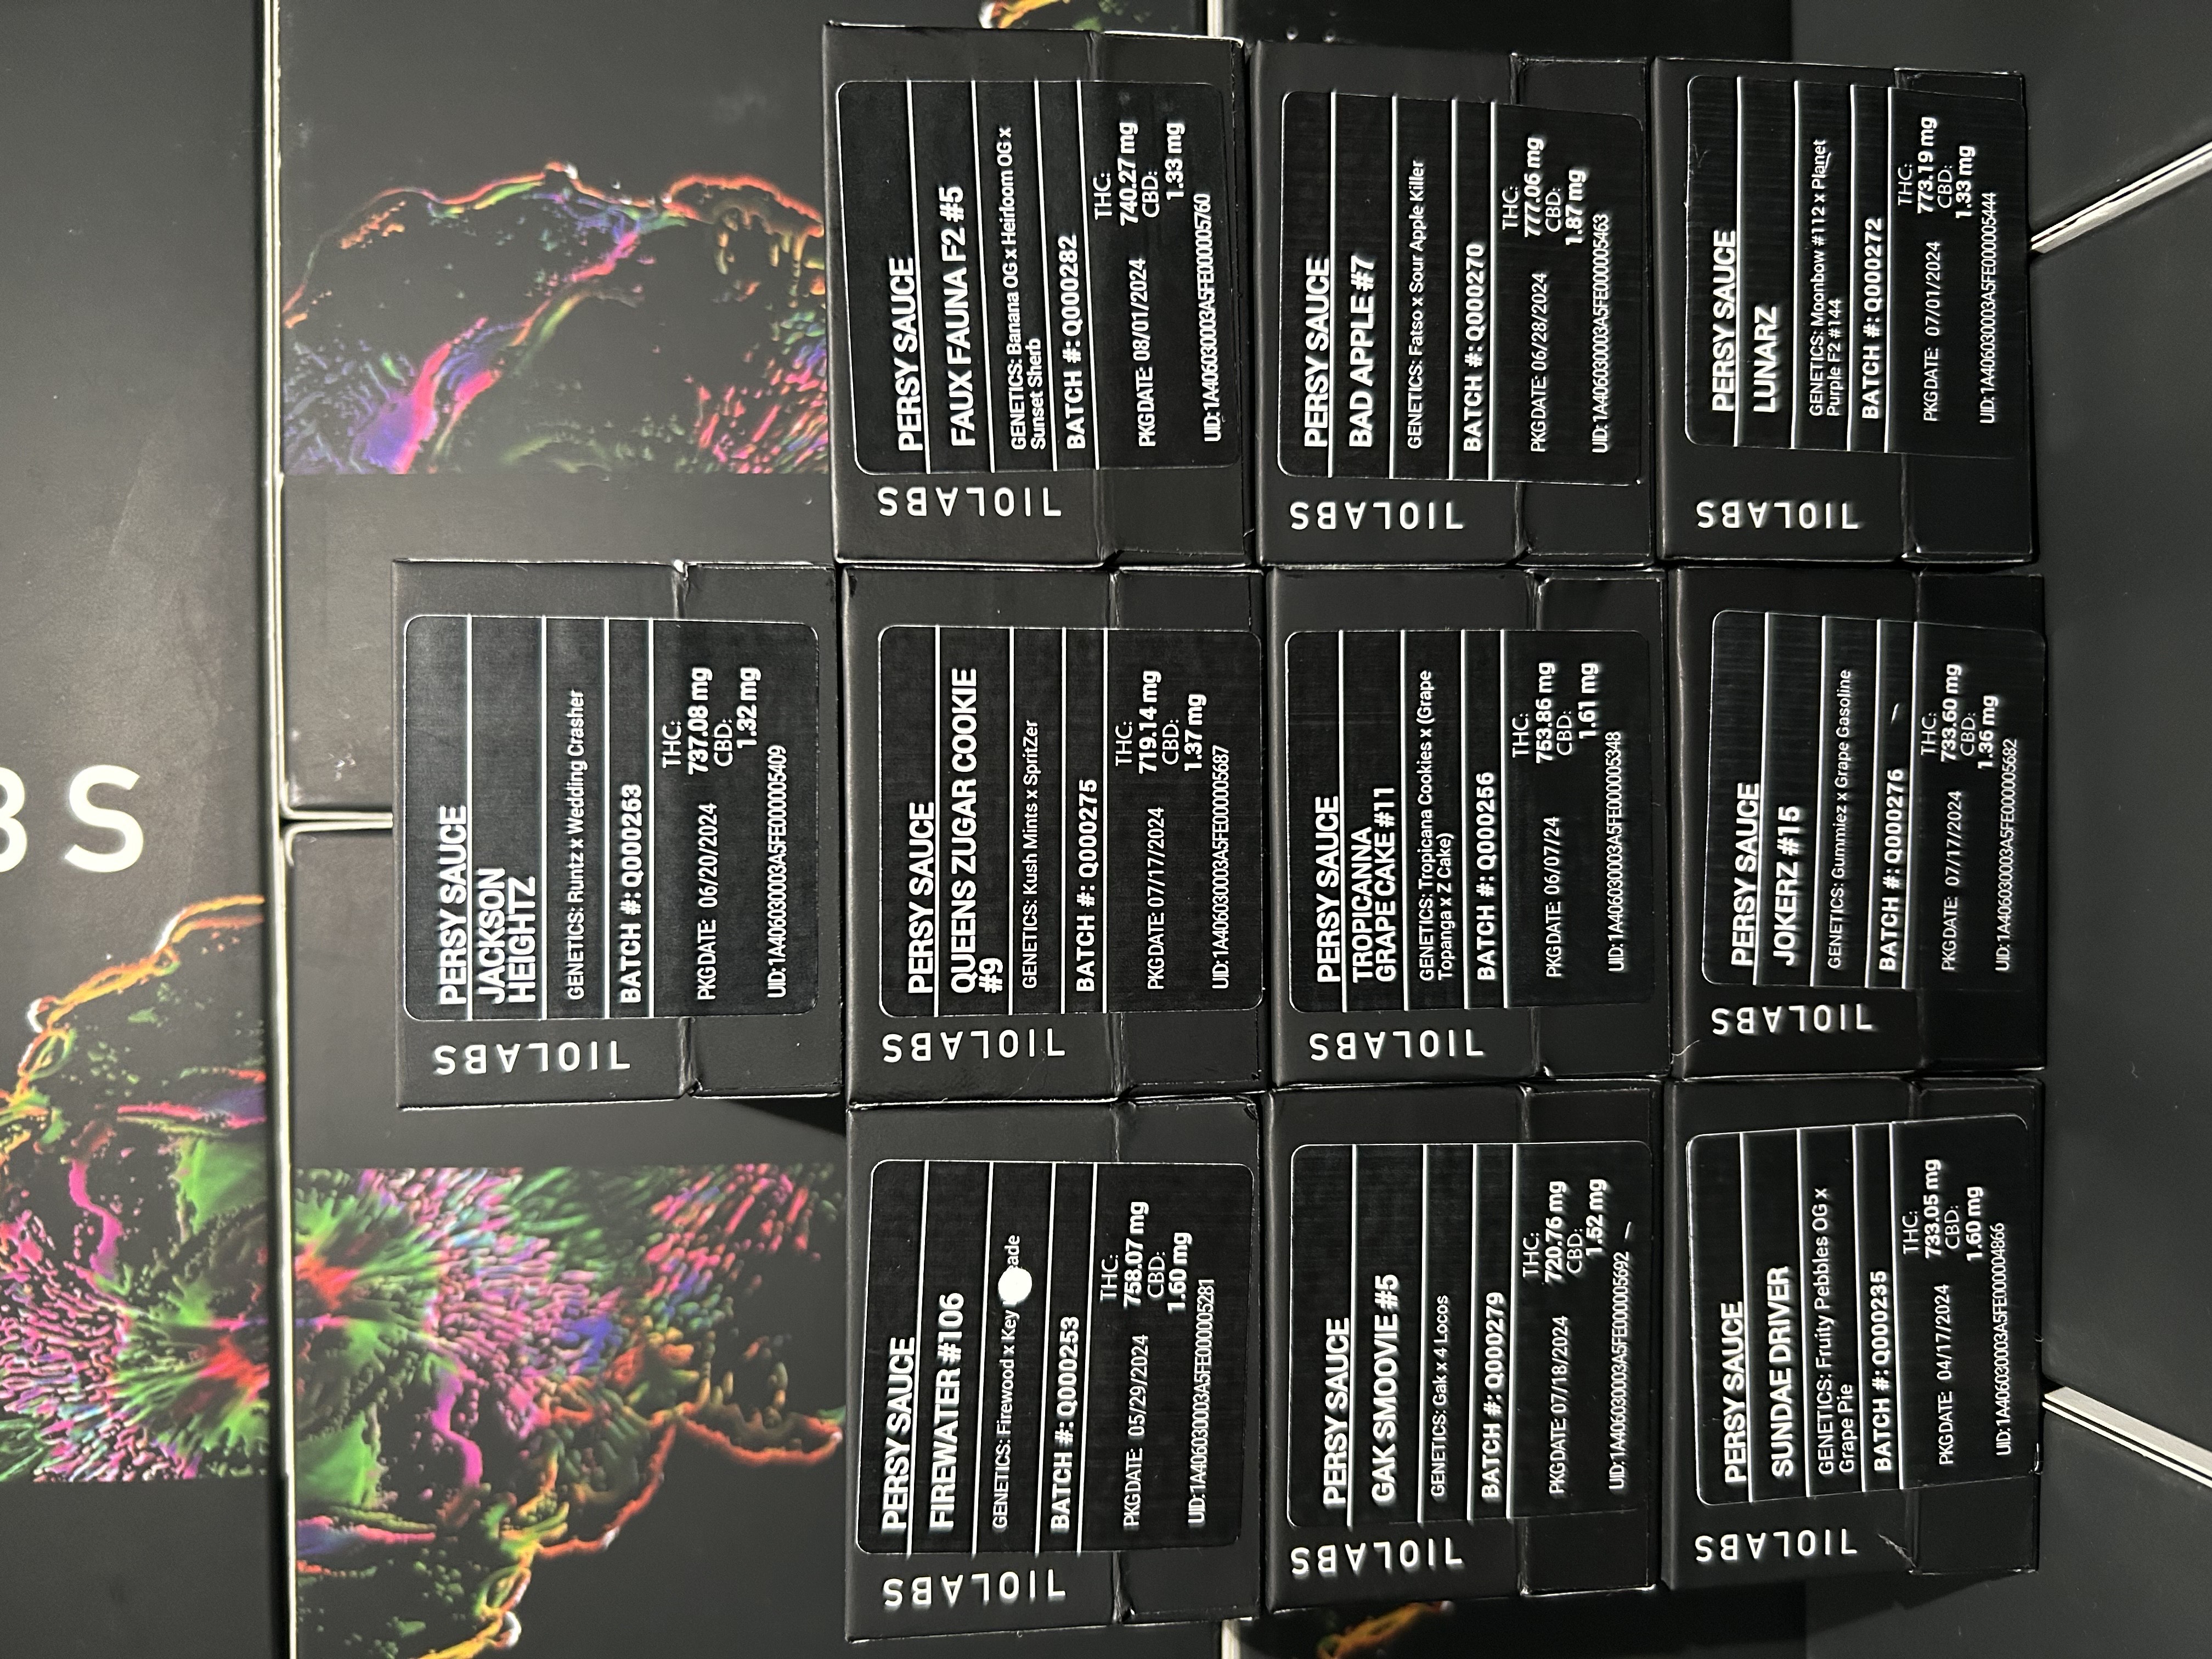 BS
710LABS
PERSY SAUCE
JACKSON
HEIGHTZ
GENETICS: Runtz x Wedding Crasher
BATCH #: Q000263
THC:
PKG DATE: 06/20/2024 737.08 mg
CBD:
1.32 mg
UID: 1A406030003A5FE000005409
710LABS
PERSY SAUCE
FIREWATER #106
GENETICS: Firewood x Key
BATCH #: Q000253
THC:
PKG DATE: 05/29/2024 758.07 mg
CBD:
1.60 mg
UID: 1A406030003A5FE000005281
710LABS
PERSY SAUCE
QUEENS ZUGAR COOKIE
#9
GENETICS: Kush Mints x SpritZer
BATCH #: Q000275
THC:
PKG DATE: 07/17/2024 719.14 mg
CBD:
1.37 mg
UID: 1A406030003A5FE000005687
710LABS
PERSY SAUCE
FAUX FAUNA F2 #5
GENETICS: Banana OG x Heirloom OG x
Sunset Sherb
BATCH #: Q000282
THC:
PKG DATE: 08/01/2024 740.27 mg
CBD:
1.33 mg
UID: 1A406030003A5FE000005760
710LABS
PERSY SAUCE
GAK SMOOVIE #5
GENETICS: Gak x 4 Locos
BATCH #: Q000279
THC:
PKG DATE: 07/18/2024 720.76 mg
CBD:
1.52 mg
UID: 1A406030003A5FE000005692
710LABS
PERSY SAUCE
TROPICANNA
GRAPE CAKE #11
GENETICS: Tropicana Cookies x (Grape
Topanga x Z Cake)
BATCH #: Q000256
THC:
PKG DATE: 06/07/24 753.86 mg
CBD:
1.61 mg
UID: 1A406030003A5FE000005348
710LABS
PERSY SAUCE
BAD APPLE #7
GENETICS: Fatso x Sour Apple Killer
BATCH #: Q000270
THC:
PKG DATE: 06/28/2024 777.06 mg
CBD:
1.87 mg
UID: 1A406030003A5FE000005463
710LABS
PERSY SAUCE
SUNDAE DRIVER
GENETICS: Fruity Pebbles OG x
Grape Pie
BATCH #: Q000235
THC:
PKG DATE: 04/17/2024 733.05 mg
CBD:
1.60 mg
UID: 1A406030003A5FE000004866
710LABS
PERSY SAUCE
JOKERZ #15
GENETICS: Gummiez x Grape Gasoline
BATCH #: Q000276
THC:
PKG DATE: 07/17/2024 733.60 mg
CBD:
1.36 mg
UID: 1A406030003A5FE000005682
710LABS
PERSY SAUCE
LUNARZ
GENETICS: Moonbow #112 x Planet
Purple F2 #144
BATCH #: Q000272
THC:
PKG DATE: 07/01/2024 773.19 mg
CBD:
1.33 mg
UID: 1A406030003A5FE000005444